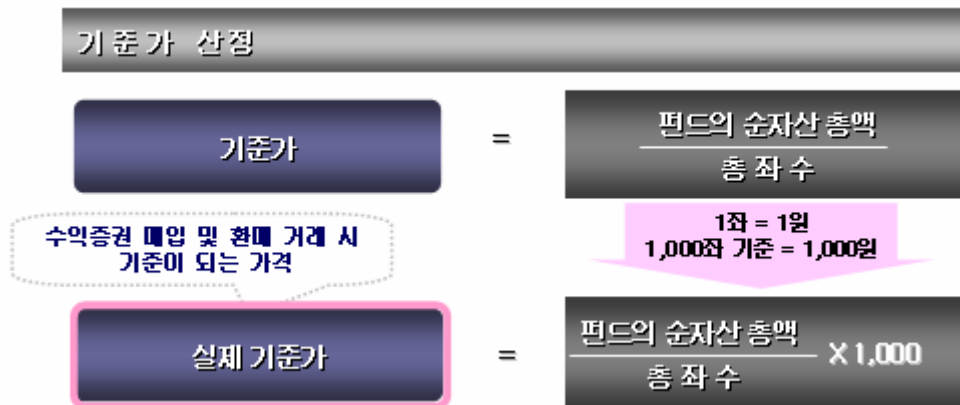 기 준 가 산 정
기준가
=
펀드의 순자산 총액
총 좌 수
수익증권 매입 및 환매 거래 시
기준이 되는 가격
1좌 = 1원
1,000좌 기준 = 1,000원
실제 기준가
=
펀드의 순자산 총액
총 좌 수
X 1,000